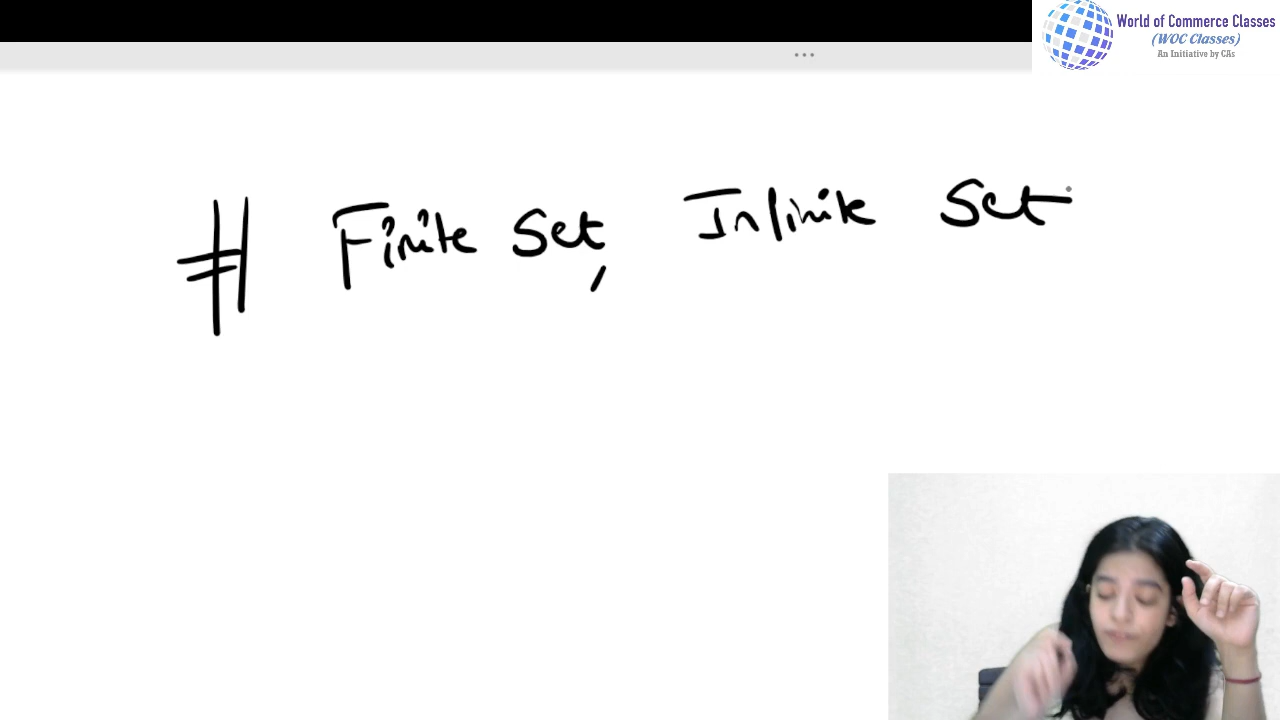 World of Commerce Classes
(WOC Classes)
An Initiative by CAs
# Finite Set, Infinite Set